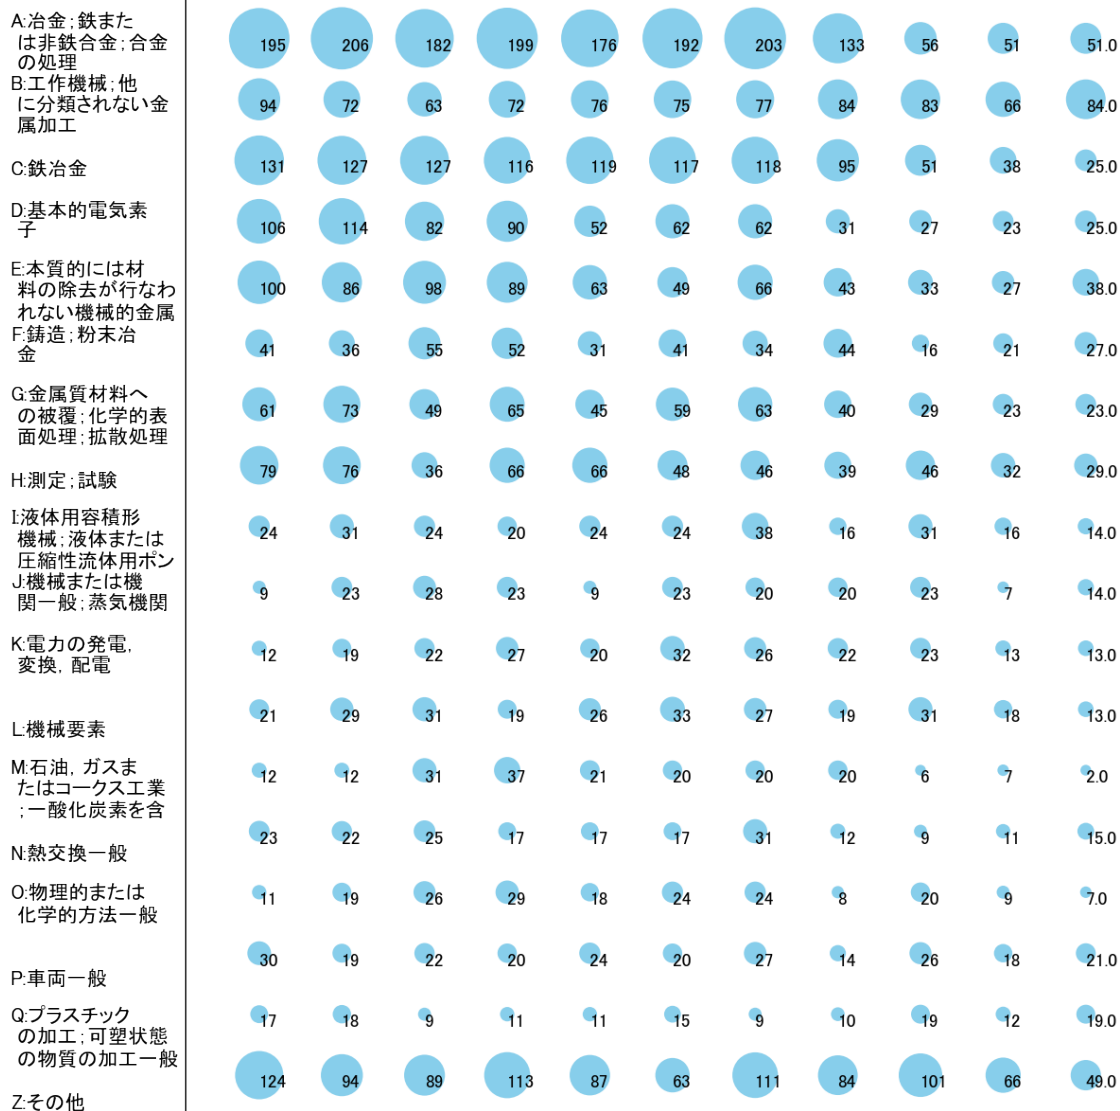 A:冶金；鉄また
は非鉄合金；合金
の処理
195 206 182 199 176 192 203 133 56 51 51.0
B:工作機械；他
に分類されない金
属加工
94 72 63 72 76 75 77 84 83 66 84.0
C:鉄冶金
131 127 127 116 119 117 118 95 51 38 25.0
D:基本的電気素
子
106 114 82 90 52 62 62 31 27 23 25.0
E:本質的には材
料の除去が行なわ
れない機械的金属
100 86 98 89 63 49 66 43 33 27 38.0
F:鋳造；粉末冶
金
41 36 55 52 31 41 34 44 16 21 27.0
G:金属質材料へ
の被覆；化学的表
面処理；拡散処理
61 73 49 65 45 59 63 40 29 23 23.0
H:測定；試験
79 76 36 66 66 48 46 39 46 32 29.0
I:液体用容積形
機械；液体または
圧縮性流体用ポン
24 31 24 20 24 24 38 16 31 16 14.0
J:機械または機
関一般；蒸気機関
9 23 28 23 9 23 20 20 23 7 14.0
K:電力の発電，
変換，配電
12 19 22 27 20 32 26 22 23 13 13.0
L:機械要素
21 29 31 19 26 33 27 19 31 18 13.0
M:石油，ガスま
たはコークス工業
；一酸化炭素を含
12 12 31 37 21 20 20 20 6 7 2.0
N:熱交換一般
23 22 25 17 17 17 31 12 9 11 15.0
O:物理的または
化学的方法一般
11 19 26 29 18 24 24 8 20 9 7.0
P:車両一般
30 19 22 20 24 20 27 14 26 18 21.0
Q:プラスチック
の加工；可塑状態
の物質の加工一般
17 18 9 11 11 15 9 10 19 12 19.0
Z:その他
124 94 89 113 87 63 111 84 101 66 49.0